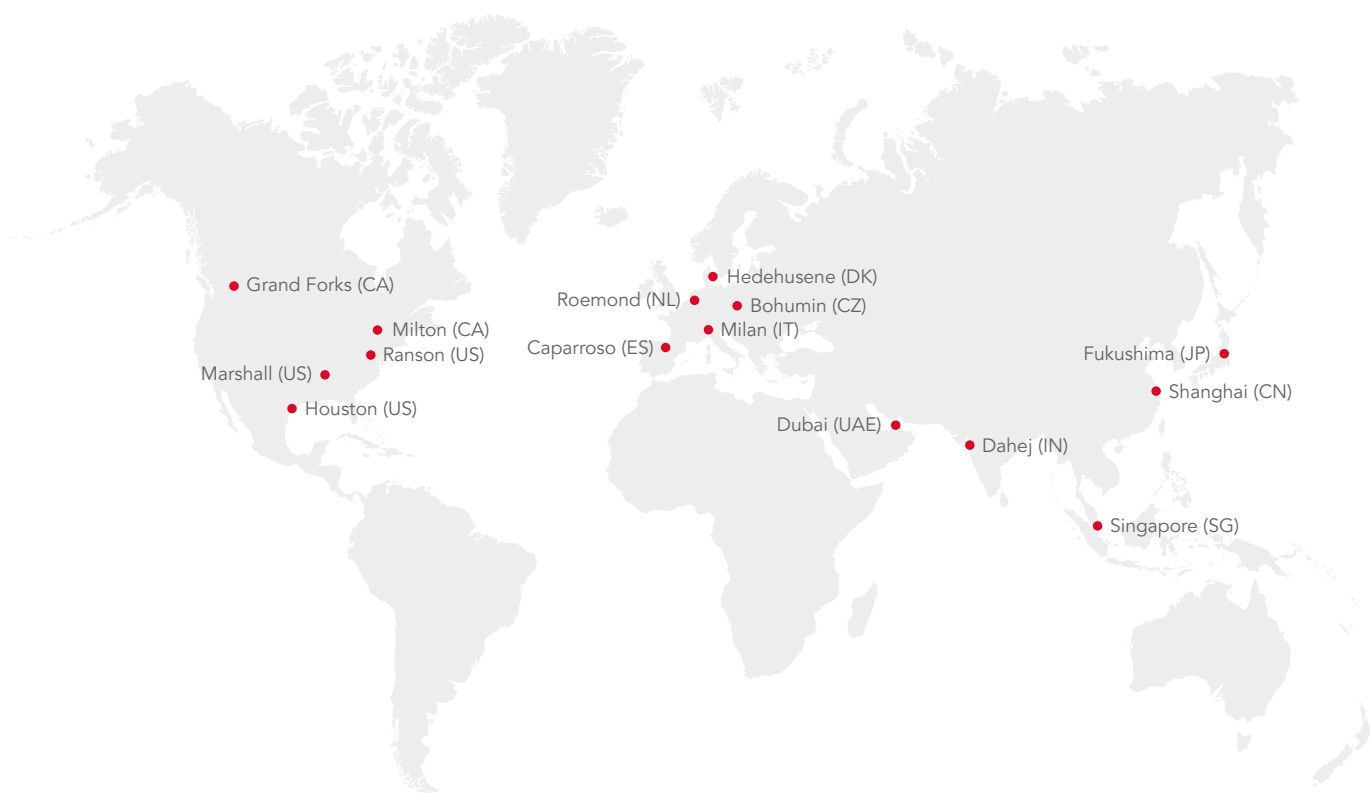 Hedehusene (DK)
Grand Forks (CA)
Roemond (NL)
Bohumin (CZ)
Milton (CA)
Milan (IT)
Caparroso (ES)
Ranson (US)
Fukushima (JP)
Marshall (US)
Shanghai (CN)
Houston (US)
Dubai (UAE)
Dahej (IN)
Singapore (SG)